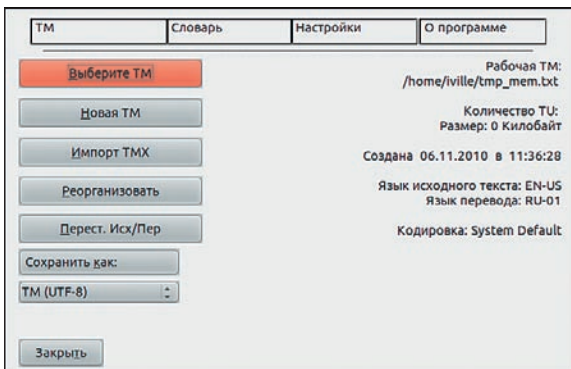 ТМ Словарь Настройки О программе
Выберите ТМ
Рабочая ТМ:
/home/iville/tmp_mem.txt
Новая ТМ
Количество TU:
Размер: 0 Килобайт
Импорт TMX
Создана 06.11.2010 в 11:36:28
Реорганизовать
Язык исходного текста: EN-US
Язык перевода: RU-01
Перест. Исх/Пер
Кодировка: System Default
Сохранить как:
TM (UTF-8)
Закрыть